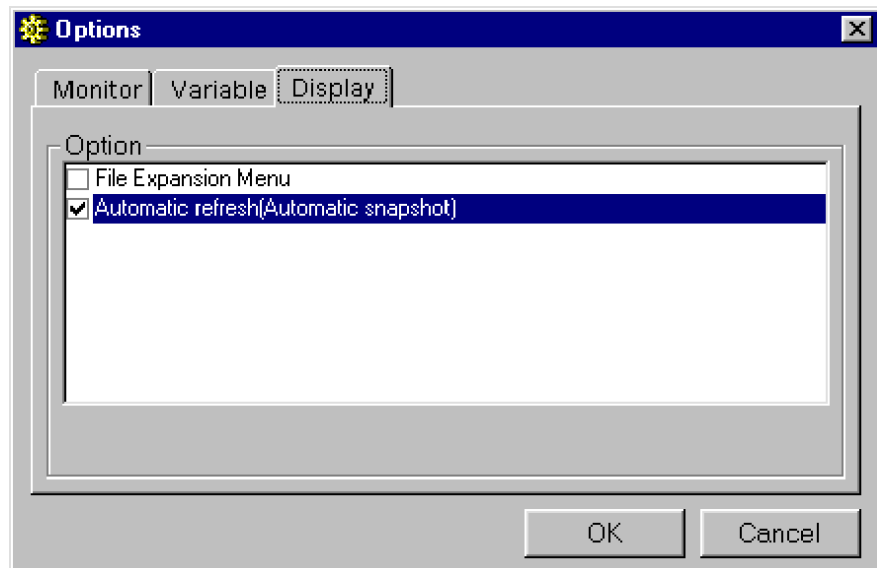 Options
Monitor Variable Display
Option
File Expansion Menu
Automatic refresh(Automatic snapshot)
OK Cancel